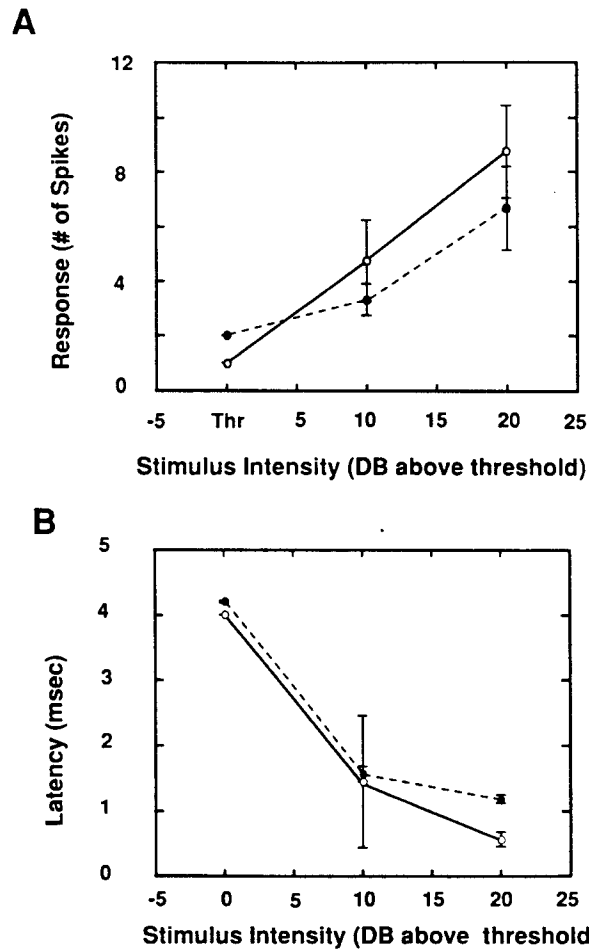 A
12
8
4
0
Response (# of Spikes)
-5 Thr 5 10 15 20 25
Stimulus Intensity (DB above threshold)
B
5
4
3
2
1
0
Latency (msec)
-5 0 5 10 15 20 25
Stimulus Intensity (DB above threshold